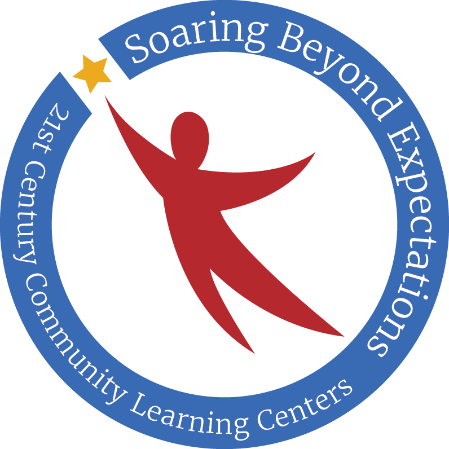 Soaring Beyond Expectations
21st Century Community Learning Centers